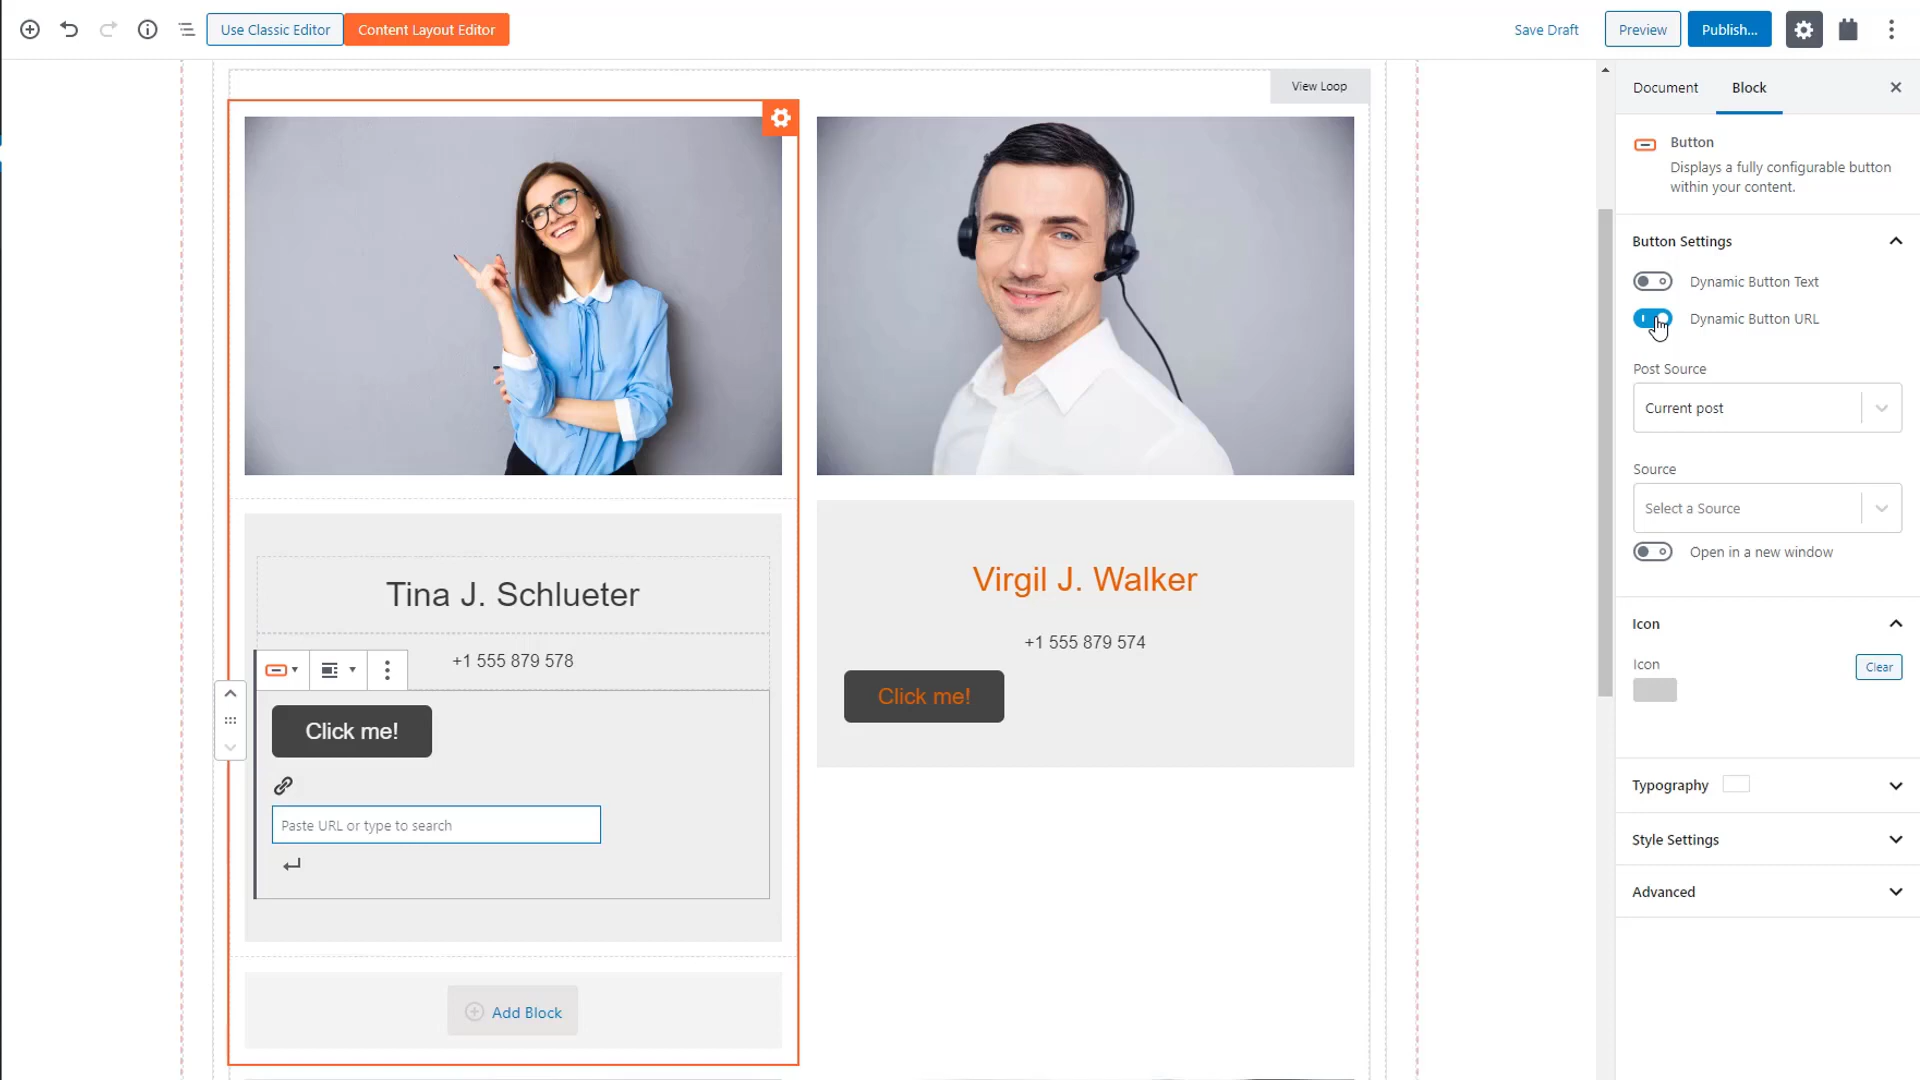 Use Classic Editor
Content Layout Editor
Save Draft
Preview
Publish...
View Loop
Document
Block
Button
Displays a fully configurable button
within your content.
Button Settings
Dynamic Button Text
Dynamic Button URL
Post Source
Current post
Source
Select a Source
Open in a new window
Icon
Icon
Clear
Typography
Style Settings
Advanced
Tina J. Schlueter
+1 555 879 578
Click me!
Paste URL or type to search
Add Block
Virgil J. Walker
+1 555 879 574
Click me!